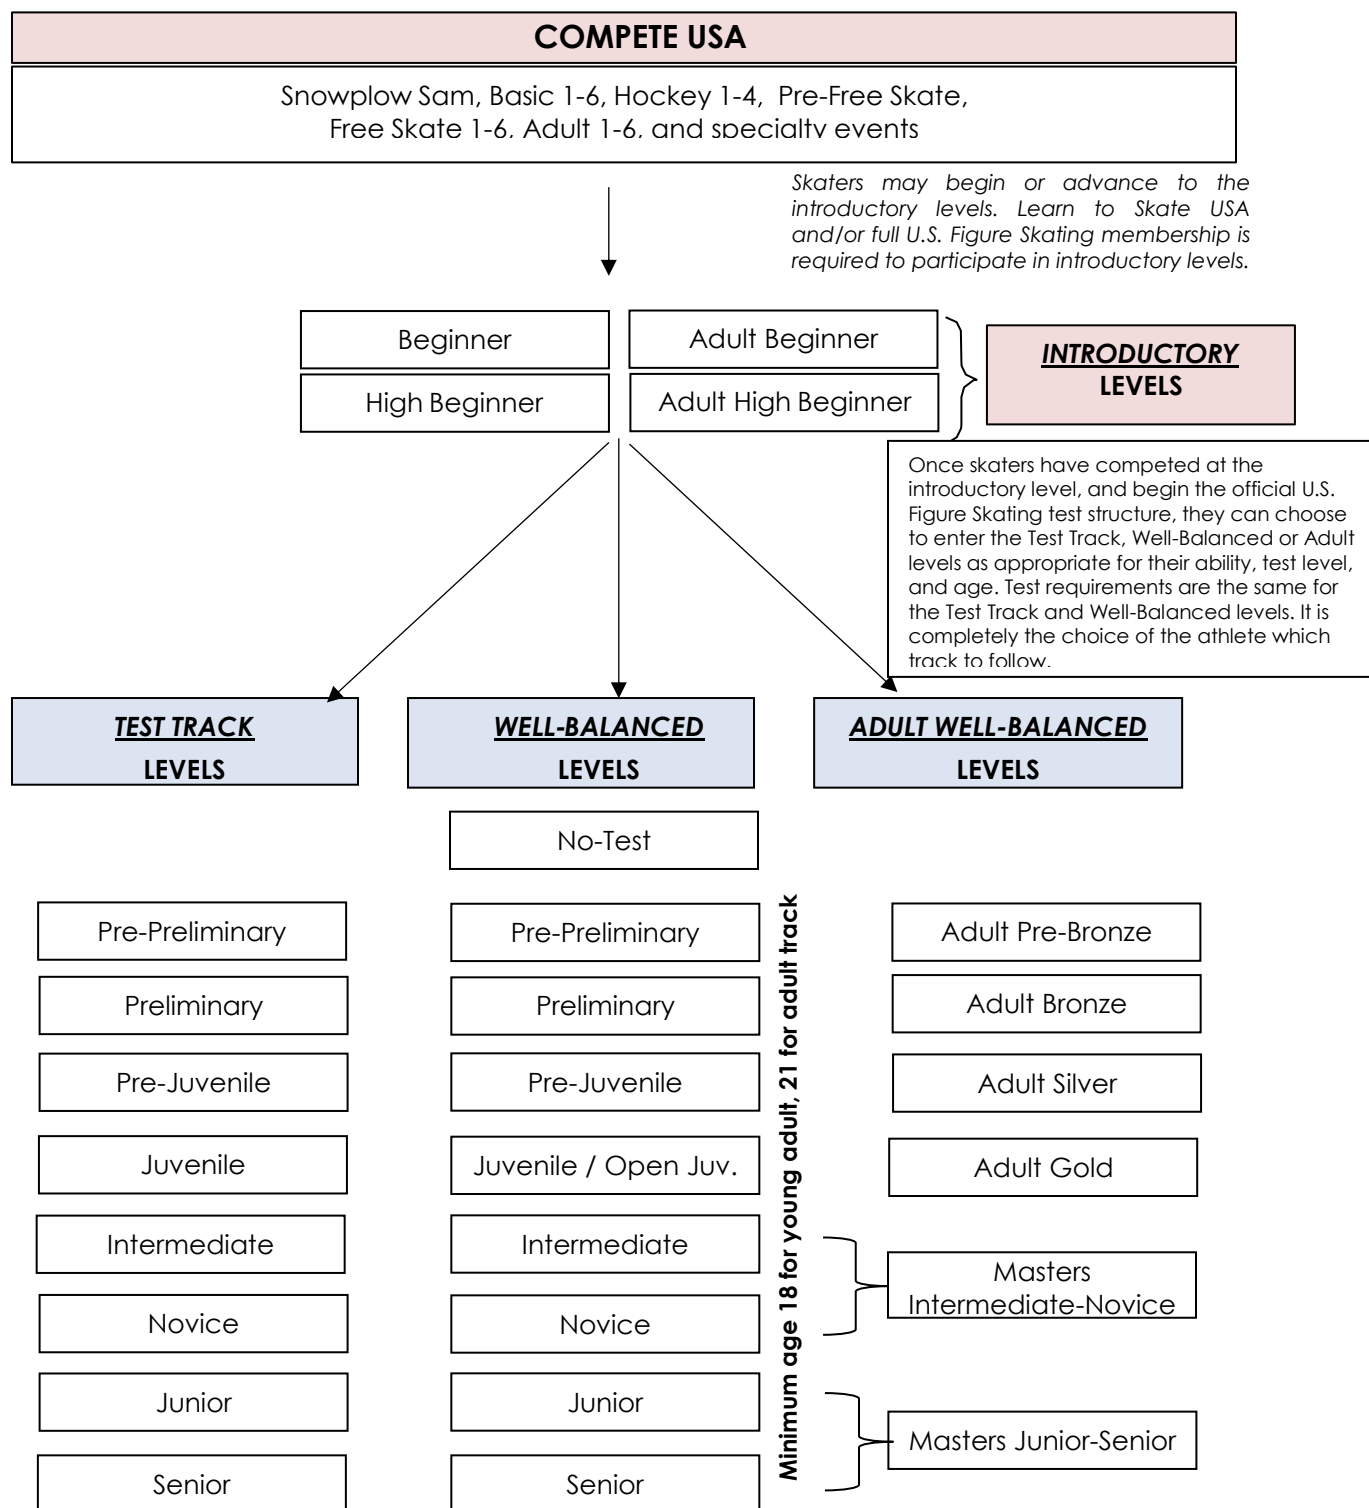 COMPETE USA
Snowplow Sam, Basic 1-6, Hockey 1-4, Pre-Free Skate,
Free Skate 1-6, Adult 1-6, and specialty events
Skaters may begin or advance to the
introductory levels. Learn to Skate USA
and/or full U.S. Figure Skating membership is
required to participate in introductory levels.
Beginner
Adult Beginner
High Beginner
Adult High Beginner
INTRODUCTORY
LEVELS
Once skaters have competed at the
introductory level, and begin the official U.S.
Figure Skating test structure, they can choose
to enter the Test Track, Well-Balanced or Adult
levels as appropriate for their ability, test level,
and age. Test requirements are the same for
the Test Track and Well-Balanced levels. It is
completely the choice of the athlete which
track to follow.
TEST TRACK
LEVELS
Pre-Preliminary
Preliminary
Pre-Juvenile
Juvenile
Intermediate
Novice
Junior
Senior
WELL-BALANCED
LEVELS
No-Test
Pre-Preliminary
Preliminary
Pre-Juvenile
Juvenile / Open Juv.
Intermediate
Novice
Junior
Senior
Minimum age 18 for young adult, 21 for adult track
ADULT WELL-BALANCED
LEVELS
Adult Pre-Bronze
Adult Bronze
Adult Silver
Adult Gold
Masters
Intermediate-Novice
Masters Junior-Senior